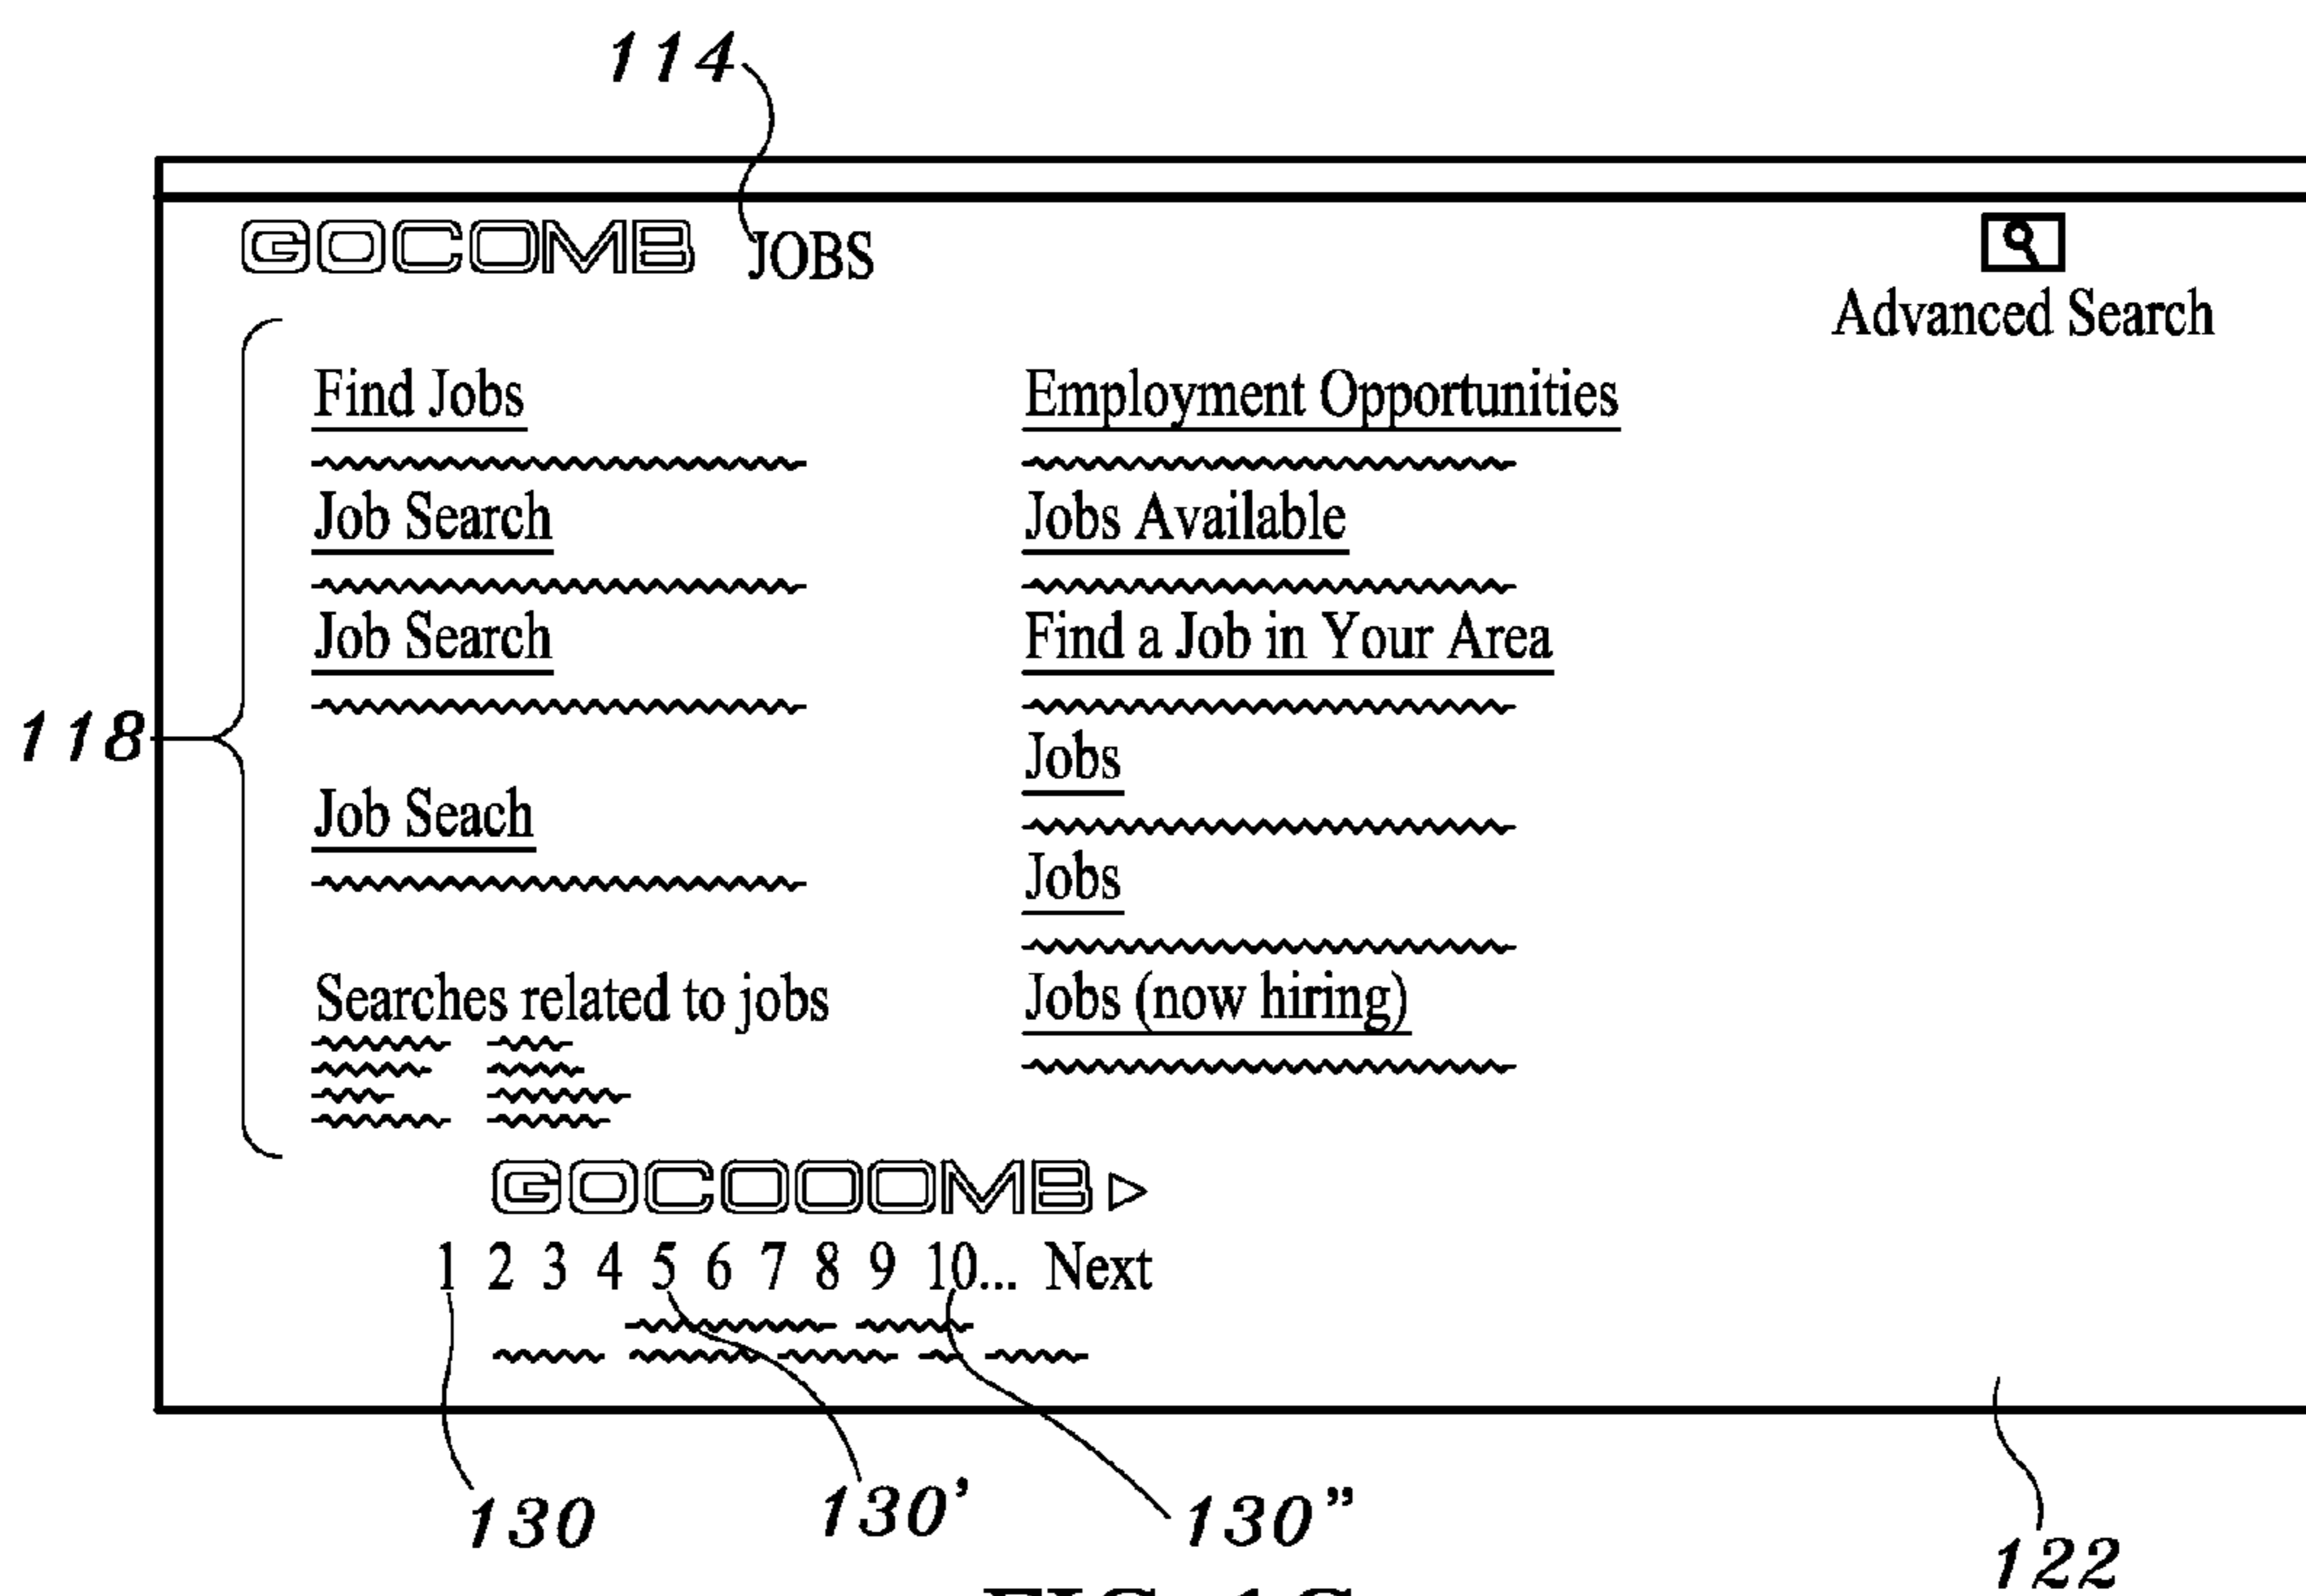 114
GOCOMB JOBS
Advanced Search
Find Jobs
Job Search
Job Search
118
Job Seach
Searches related to jobs
Employment Opportunities
Jobs Available
Find a Job in Your Area
Jobs
Jobs
Jobs (now hiring)
GOCOOOMB
1 2 3 4 5 6 7 8 9 10... Next
130 130’ 130” 122